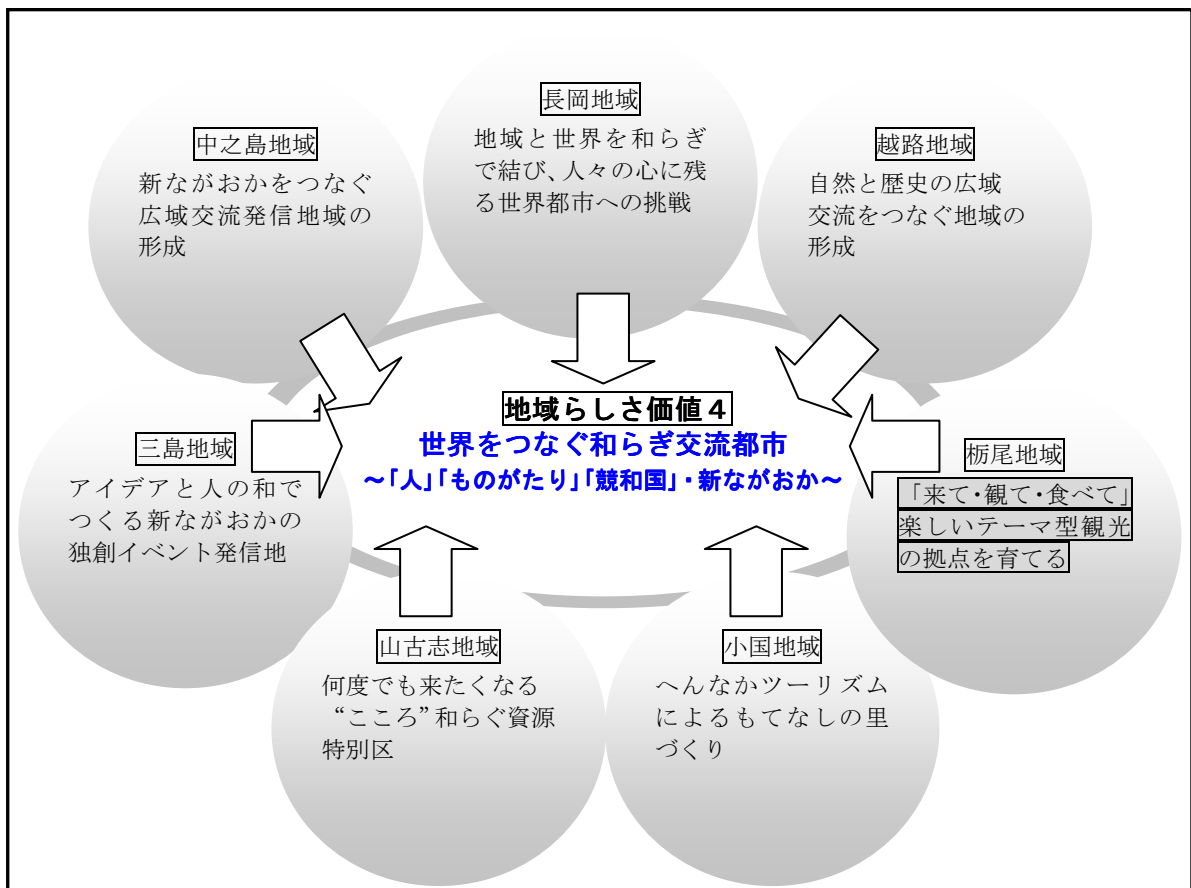 長岡地域
地域と世界を和らぎ
で結び、人々の心に残
る世界都市への挑戦
中之島地域
新ながおかをつなぐ
広域交流発信地域の
形成
越路地域
自然と歴史の広域
交流をつなぐ地域の
形成
地域らしさ価値4
世界をつなぐ和らぎ交流都市
~「人」「ものがたり」「競和国」・新ながおか~
三島地域
アイデアと人の和で
つくる新ながおかの
独創イベント発信地
栃尾地域
「来て・観て・食べて」
楽しいテーマ型観光
の拠点を育てる
山古志地域
何度でも来たくなる
“こころ”和らぐ資源
特別区
小国地域
へんなかツーリズム
によるもてなしの里
づくり